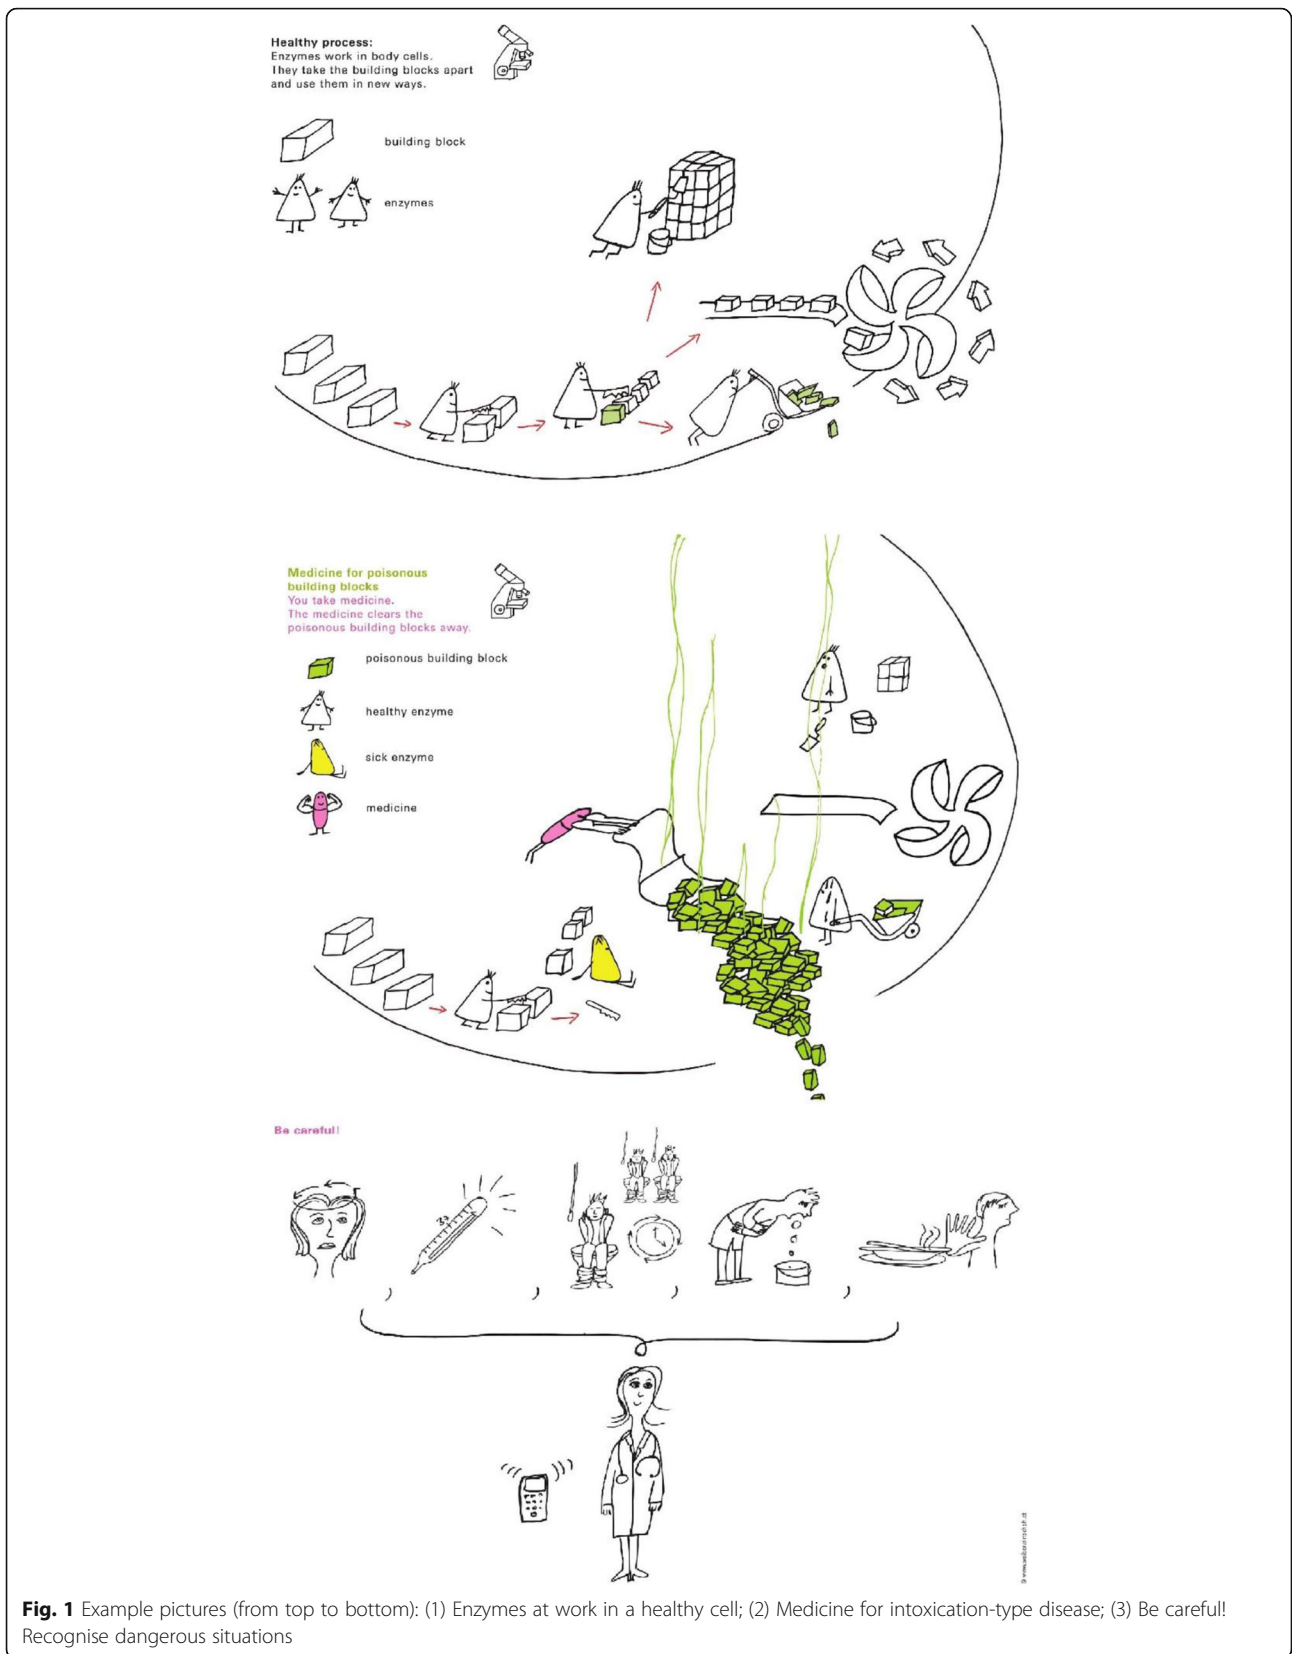 Healthy process:
Enzymes work in body cells.
They take the building blocks apart
and use them in new ways.
building block
enzymes
Medicine for poisonous
building blocks
You take medicine.
The medicine clears the
poisonous building blocks away.
poisonous building block
healthy enzyme
sick enzyme
medicine
Be careful!
Fig. 1 Example pictures (from top to bottom): (1) Enzymes at work in a healthy cell; (2) Medicine for intoxication-type disease; (3) Be careful!
Recognise dangerous situations